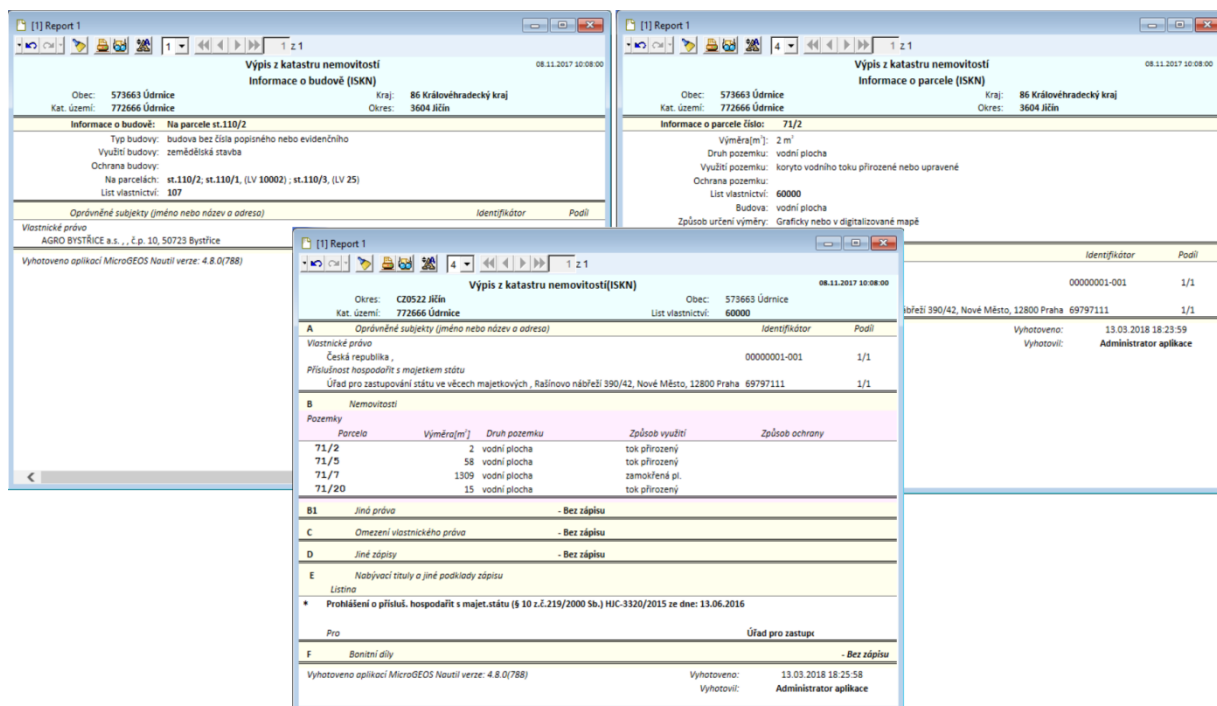 [1] Report 1
1 1 z 1
Výpis z katastru nemovitostí 08.11.2017 10:08:00
Informace o budově (ISKN)
Obec: 573663 Údrnice Kraj: 86 Královéhradecký kraj
Kat. území: 772666 Údrnice Okres: 3604 Jičín
Informace o budově: Na parcele st.110/2
Typ budovy: budova bez čísla popisného nebo evidenčního
Využití budovy: zemědělská stavba
Ochrana budovy:
Na parcelách: st.110/2; st.110/1, (LV 10002) ; st.110/3, (LV 25)
List vlastnictví: 107
Oprávněné subjekty (jméno nebo název a adresa) Identifikátor Podíl
Vlastnické právo
AGRO BYSTŘICE a.s. , , č.p. 10, 50723 Bystřice
Vyhotoveno aplikací MicroGEOS Nautil verze: 4.8.0(788)
[1] Report 1
4 1 z 1
Výpis z katastru nemovitostí 08.11.2017 10:08:00
Informace o parcele (ISKN)
Obec: 573663 Údrnice Kraj: 86 Královéhradecký kraj
Kat. území: 772666 Údrnice Okres: 3604 Jičín
Informace o parcele číslo: 71/2
Výměra[m²]: 2 m²
Druh pozemku: vodní plocha
Využití pozemku: koryto vodního toku přirozené nebo upravené
Ochrana pozemku:
List vlastnictví: 60000
Budova: vodní plocha
Způsob určení výměry: Graficky nebo v digitalizované mapě
Identifikátor Podíl
00000001-001 1/1
ábřeží 390/42, Nové Město, 12800 Praha 69797111 1/1
Vyhotoveno: 13.03.2018 18:23:59
Vyhotovil: Administrator aplikace
[1] Report 1
4 1 z 1
Výpis z katastru nemovitostí(ISKN) 08.11.2017 10:08:00
Okres: CZ0522 Jičín Obec: 573663 Údrnice
Kat. území: 772666 Údrnice List vlastnictví: 60000
A Oprávněné subjekty (jméno nebo název a adresa) Identifikátor Podíl
Vlastnické právo
Česká republika , 00000001-001 1/1
Příslušnost hospodařit s majetkem státu
Úřad pro zastupování státu ve věcech majetkových , Rašínovo nábřeží 390/42, Nové Město, 12800 Praha 69797111 1/1
B Nemovitosti
Pozemky
Parcela Výměra[m²] Druh pozemku Způsob využití Způsob ochrany
71/2 2 vodní plocha tok přirozený
71/5 58 vodní plocha tok přirozený
71/7 1309 vodní plocha zamokřená pl.
71/20 15 vodní plocha tok přirozený
B1 Jiná práva - Bez zápisu
C Omezení vlastnického práva - Bez zápisu
D Jiné zápisy - Bez zápisu
E Nabývací tituly a jiné podklady zápisu
Listina
* Prohlášení o přísluš. hospodařit s majet.státu (§ 10 z.č.219/2000 Sb.) HJC-3320/2015 ze dne: 13.06.2016
Pro Úřad pro zastupc
F Bonitní díly - Bez zápisu
Vyhotoveno aplikací MicroGEOS Nautil verze: 4.8.0(788) Vyhotoveno: 13.03.2018 18:25:58
Vyhotovil: Administrator aplikace